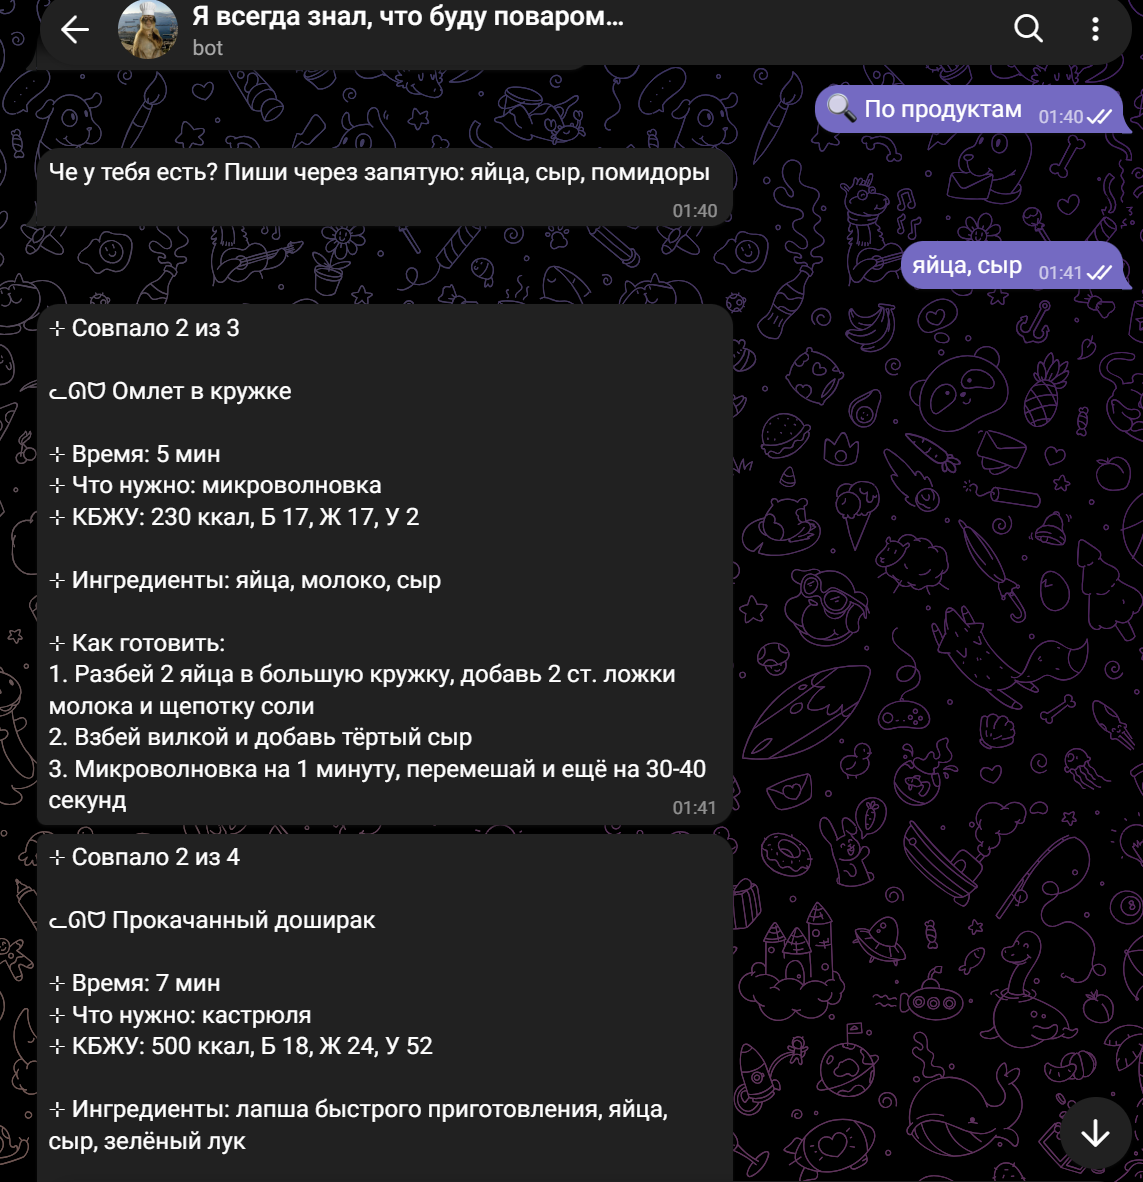 Я всегда знал, что буду поваром...
bot
🔍 По продуктам 01:40
Че у тебя есть? Пиши через запятую: яйца, сыр, помидоры
01:40
яйца, сыр 01:41
⊹ Совпало 2 из 3
ᓚᘏᗢ Омлет в кружке
⊹ Время: 5 мин
⊹ Что нужно: микроволновка
⊹ КБЖУ: 230 ккал, Б 17, Ж 17, У 2
⊹ Ингредиенты: яйца, молоко, сыр
⊹ Как готовить:
1. Разбей 2 яйца в большую кружку, добавь 2 ст. ложки
молока и щепотку соли
2. Взбей вилкой и добавь тёртый сыр
3. Микроволновка на 1 минуту, перемешай и ещё на 30-40
секунд
01:41
⊹ Совпало 2 из 4
ᓚᘏᗢ Прокачанный доширак
⊹ Время: 7 мин
⊹ Что нужно: кастрюля
⊹ КБЖУ: 500 ккал, Б 18, Ж 24, У 52
⊹ Ингредиенты: лапша быстрого приготовления, яйца,
сыр, зелёный лук